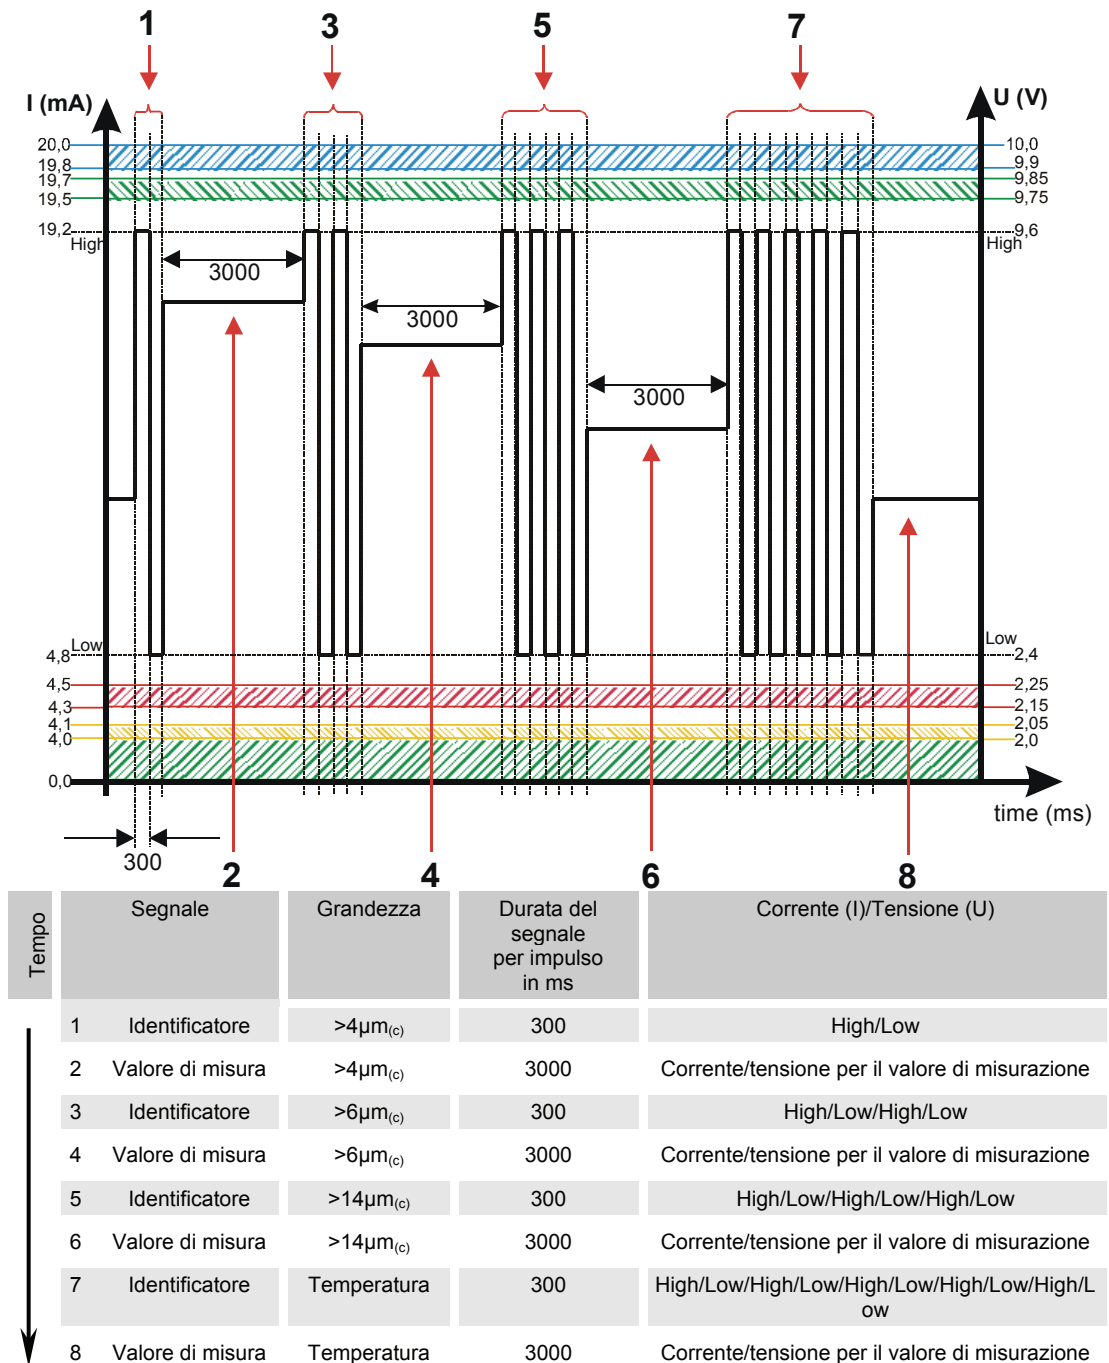 1 3 5 7
I (mA) U (V)
20,0 10,0
19,8 9,9
19,7 9,85
19,5 9,75
19,2 9,6
High High
3000
3000
3000
Low Low
4,8 2,4
4,5 2,25
4,3 2,15
4,1 2,05
4,0 2,0
0,0
time (ms)
300
2 4 6 8
Tempo
Segnale Grandezza Durata del segnale per impulso in ms Corrente (I)/Tensione (U)
1 Identificatore >4µm(c) 300 High/Low
2 Valore di misura >4µm(c) 3000 Corrente/tensione per il valore di misurazione
3 Identificatore >6µm(c) 300 High/Low/High/Low
4 Valore di misura >6µm(c) 3000 Corrente/tensione per il valore di misurazione
5 Identificatore >14µm(c) 300 High/Low/High/Low/High/Low
6 Valore di misura >14µm(c) 3000 Corrente/tensione per il valore di misurazione
7 Identificatore Temperatura 300 High/Low/High/Low/High/Low/High/Low/High/L
ow
8 Valore di misura Temperatura 3000 Corrente/tensione per il valore di misurazione